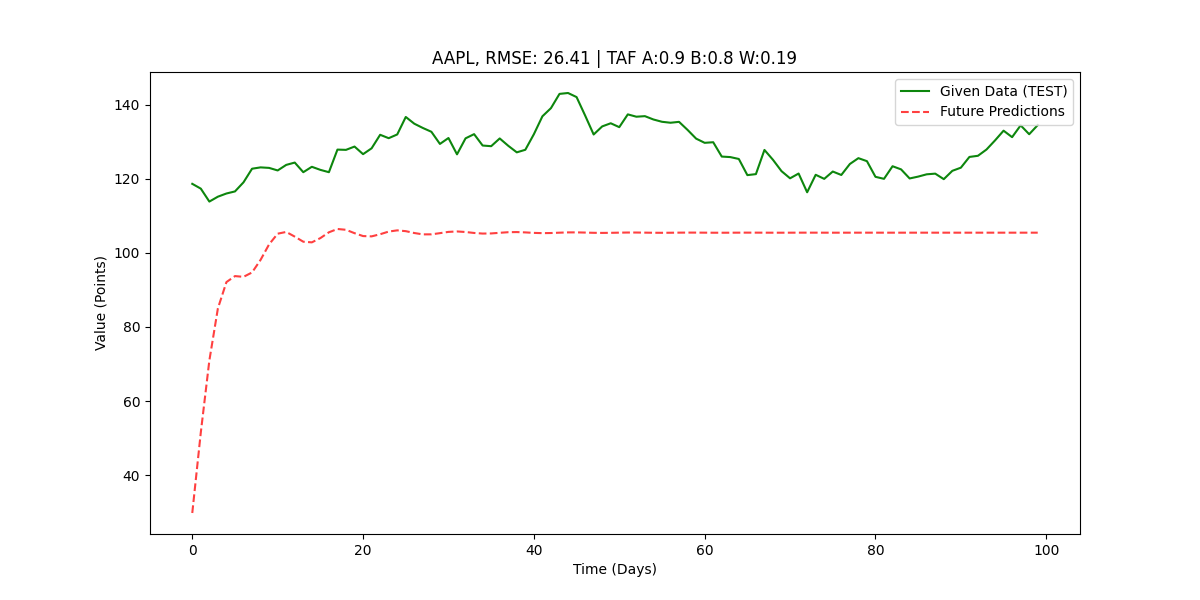 AAPL, RMSE: 26.41 | TAF A:0.9 B:0.8 W:0.19
Given Data (TEST)
Future Predictions
140
120
100
80
60
40
Value (Points)
0 20 40 60 80 100
Time (Days)